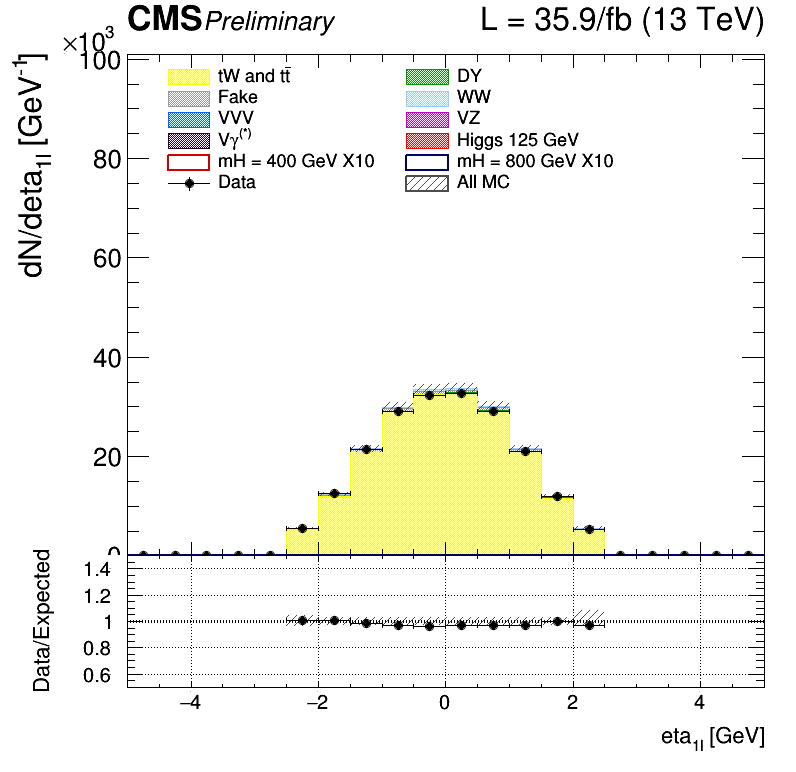 CMS Preliminary L = 35.9/fb (13 TeV)
×10³
dN/deta1l [GeV⁻¹]
100
80
60
40
20
0
tW and tt̄ DY
Fake WW
VVV VZ
Vγ(*) Higgs 125 GeV
mH = 400 GeV X10 mH = 800 GeV X10
Data All MC
Data/Expected
1.4
1.2
1
0.8
0.6
−4 −2 0 2 4
eta1l [GeV]